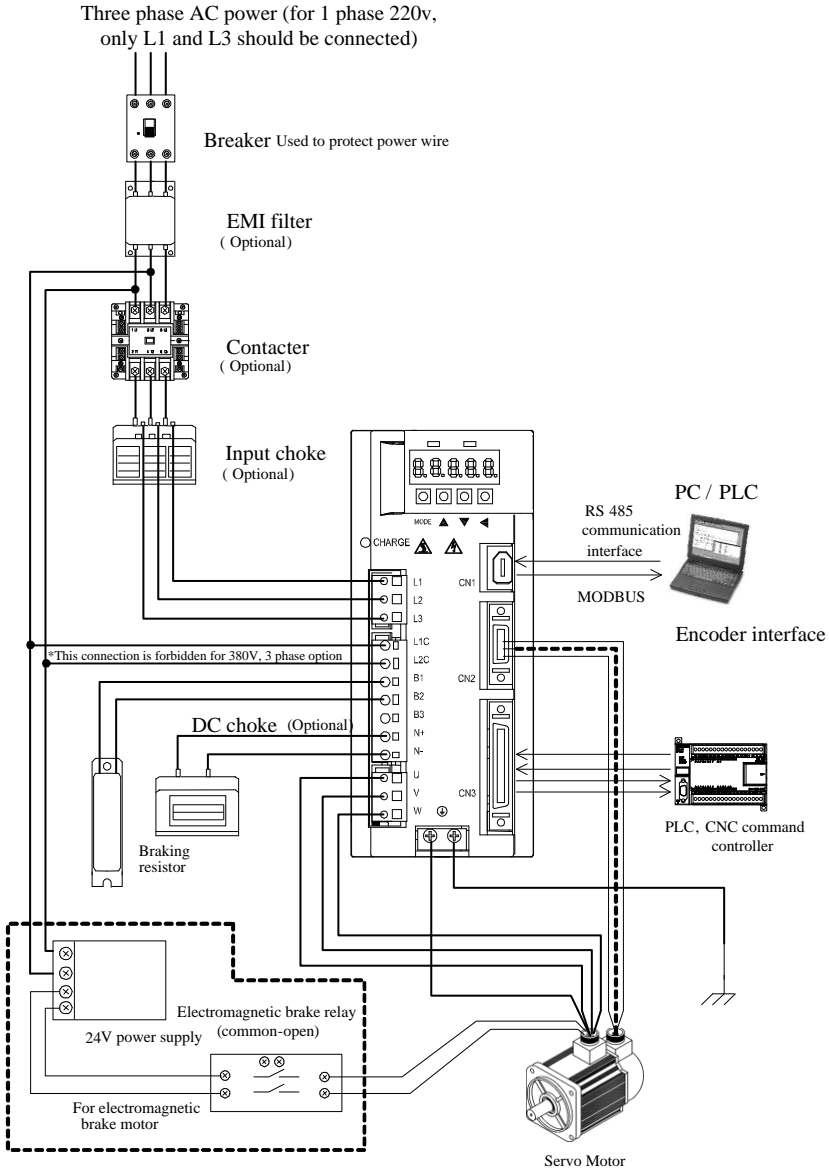 Three phase AC power (for 1 phase 220v,
only L1 and L3 should be connected)
Breaker Used to protect power wire
EMI filter
( Optional)
Contacter
( Optional)
Input choke
( Optional)
MODE
CHARGE
PC / PLC
RS 485
communication
interface
MODBUS
CN1
L1
L2
L3
Encoder interface
L1C
*This connection is forbidden for 380V, 3 phase option
L2C
B1
B2
B3
N+
N-
CN2
DC choke (Optional)
U
V
W
CN3
PLC, CNC command
controller
Braking
resistor
24V power supply
Electromagnetic brake relay
(common-open)
For electromagnetic
brake motor
Servo Motor